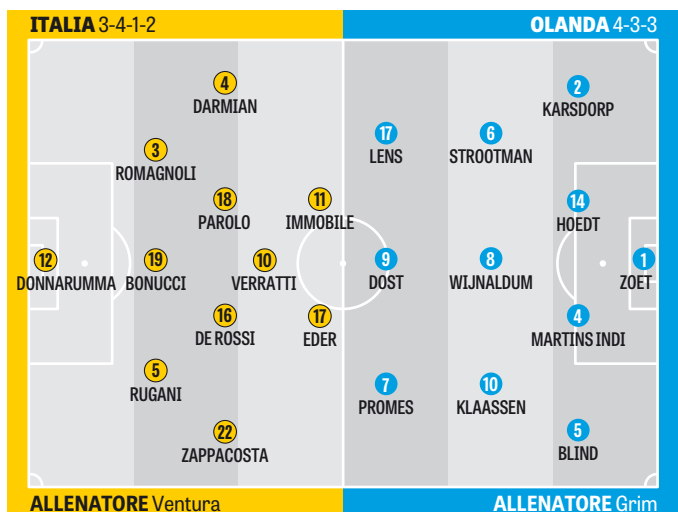 ITALIA 3-4-1-2
OLANDA 4-3-3
4
DARMIAN
2
KARSDORP
17
LENS
6
STROOTMAN
3
ROMAGNOLI
18
PAROLO
11
IMMOBILE
14
HOEDT
12
DONNARUMMA
19
BONUCCI
10
VERRATTI
9
DOST
8
WIJNALDUM
1
ZOET
16
DE ROSSI
17
EDER
4
MARTINS INDI
5
RUGANI
7
PROMES
10
KLAASSEN
22
ZAPPACOSTA
5
BLIND
ALLENATORE Ventura
ALLENATORE Grim